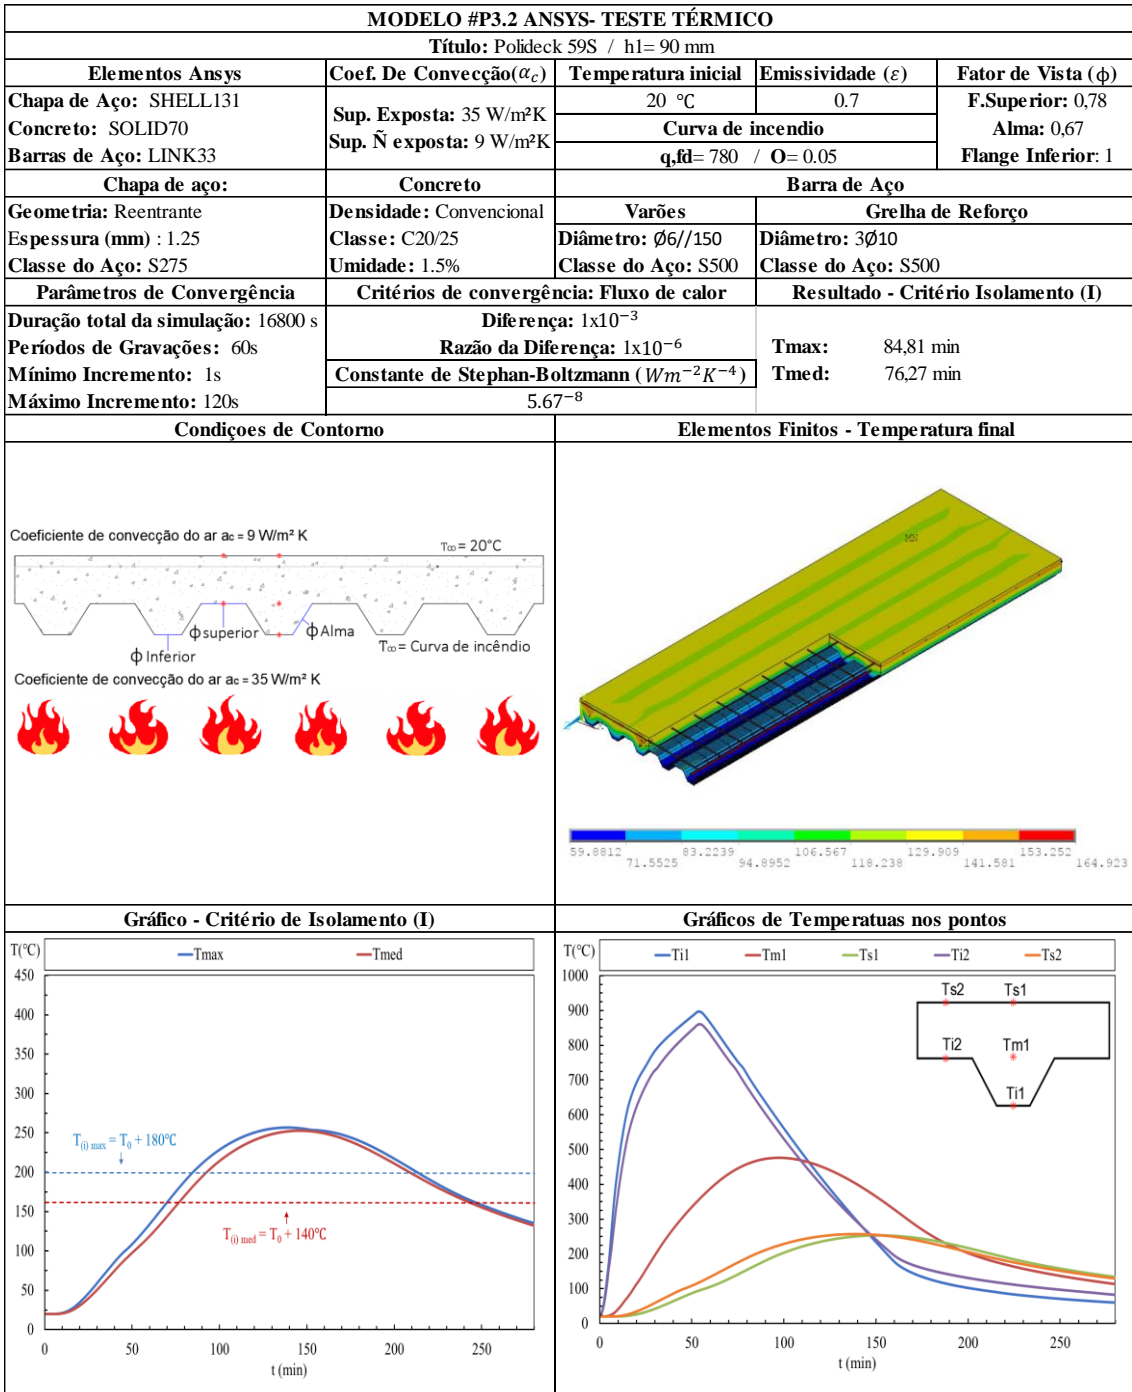 MODELO #P3.2 ANSYS- TESTE TÉRMICO
Título: Polideck 59S / h1= 90 mm
Elementos Ansys
Coef. De Convecção(α_c)
Temperatura inicial
Emissividade (ε)
Fator de Vista (ϕ)
Chapa de Aço: SHELL131
Concreto: SOLID70
Barras de Aço: LINK33
Sup. Exposta: 35 W/m²K
Sup. Ñ exposta: 9 W/m²K
20 °C
0.7
Curva de incendio
q,fd= 780 / O= 0.05
F.Superior: 0,78
Alma: 0,67
Flange Inferior: 1
Chapa de aço:
Concreto
Barra de Aço
Geometria: Reentrante
Espessura (mm) : 1.25
Classe do Aço: S275
Densidade: Convencional
Classe: C20/25
Umidade: 1.5%
Varões
Diâmetro: Ø6//150
Classe do Aço: S500
Grelha de Reforço
Diâmetro: 3Ø10
Classe do Aço: S500
Parâmetros de Convergência
Critérios de convergência: Fluxo de calor
Resultado - Critério Isolamento (I)
Duração total da simulação: 16800 s
Períodos de Gravações: 60s
Mínimo Incremento: 1s
Máximo Incremento: 120s
Diferença: 1x10⁻³
Razão da Diferença: 1x10⁻⁶
Constante de Stephan-Boltzmann (Wm⁻²K⁻⁴)
5.67⁻⁸
Tmax: 84,81 min
Tmed: 76,27 min
Condiçoes de Contorno
Elementos Finitos - Temperatura final
Coeficiente de convecção do ar ac = 9 W/m² K
T∞ = 20°C
ϕ superior
ϕ Alma
ϕ Inferior
T∞ = Curva de incêndio
Coeficiente de convecção do ar ac = 35 W/m² K
MN
59.8812
71.5525
83.2239
94.8952
106.567
118.238
129.909
141.581
153.252
164.923
Gráfico - Critério de Isolamento (I)
Gráficos de Temperatuas nos pontos
T(°C)
Tmax
Tmed
450
400
350
300
250
200
150
100
50
0
T(i) max = T₀ + 180°C
T(i) med = T₀ + 140°C
0
50
100
150
200
250
t (min)
T(°C)
Ti1
Tm1
Ts1
Ti2
Ts2
1000
900
800
700
600
500
400
300
200
100
0
Ts2
Ts1
Ti2
Tm1
Ti1
0
50
100
150
200
250
t (min)